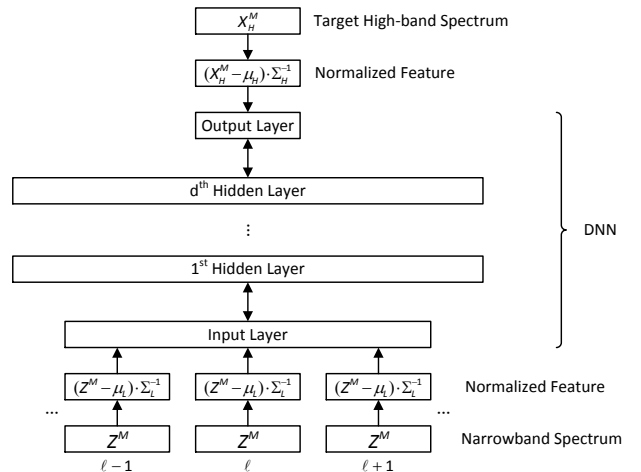 X_H^M Target High-band Spectrum
(X_H^M − μ_H)·Σ_H^{-1} Normalized Feature
Output Layer
d^th Hidden Layer
⋮
DNN
1^st Hidden Layer
Input Layer
(Z^M − μ_L)·Σ_L^{-1} (Z^M − μ_L)·Σ_L^{-1} (Z^M − μ_L)·Σ_L^{-1} Normalized Feature
... ...
Z^M Z^M Z^M Narrowband Spectrum
ℓ − 1 ℓ ℓ + 1